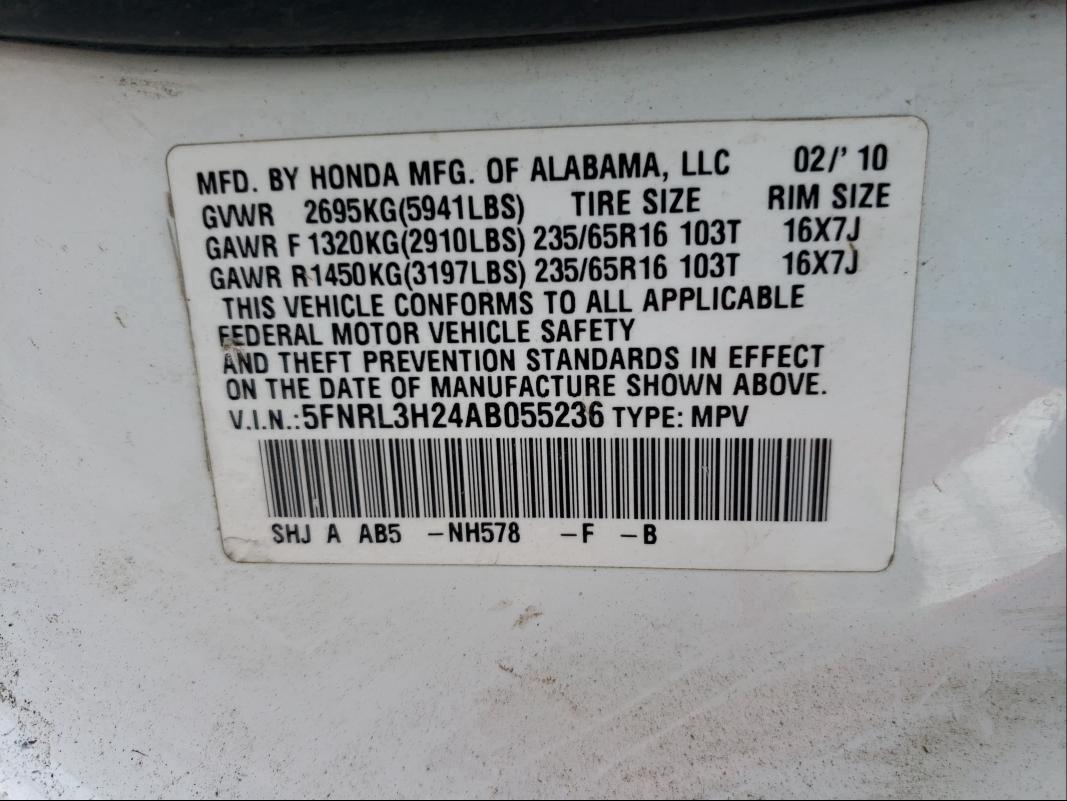 MFD. BY HONDA MFG. OF ALABAMA, LLC 02/' 10
GVWR 2695KG(5941LBS) TIRE SIZE RIM SIZE
GAWR F 1320KG(2910LBS) 235/65R16 103T 16X7J
GAWR R1450KG(3197LBS) 235/65R16 103T 16X7J
THIS VEHICLE CONFORMS TO ALL APPLICABLE
FEDERAL MOTOR VEHICLE SAFETY
AND THEFT PREVENTION STANDARDS IN EFFECT
ON THE DATE OF MANUFACTURE SHOWN ABOVE.
V.I.N.:5FNRL3H24AB055236 TYPE: MPV
SHJ A AB5 -NH578 -F -B